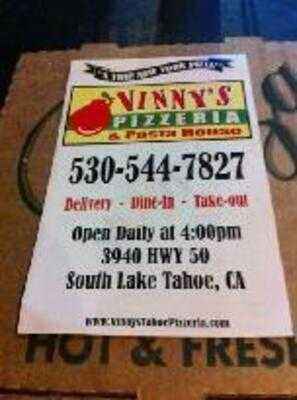 "A TRUE NEW YORK PIZZA"
VINNY'S
PIZZERIA
& Pasta House
530-544-7827
Delivery - Dine-In - Take-out
Open Daily at 4:00pm
3940 HWY 50
South Lake Tahoe, CA
www.VinnysTahoePizzeria.com
HOT & FRES